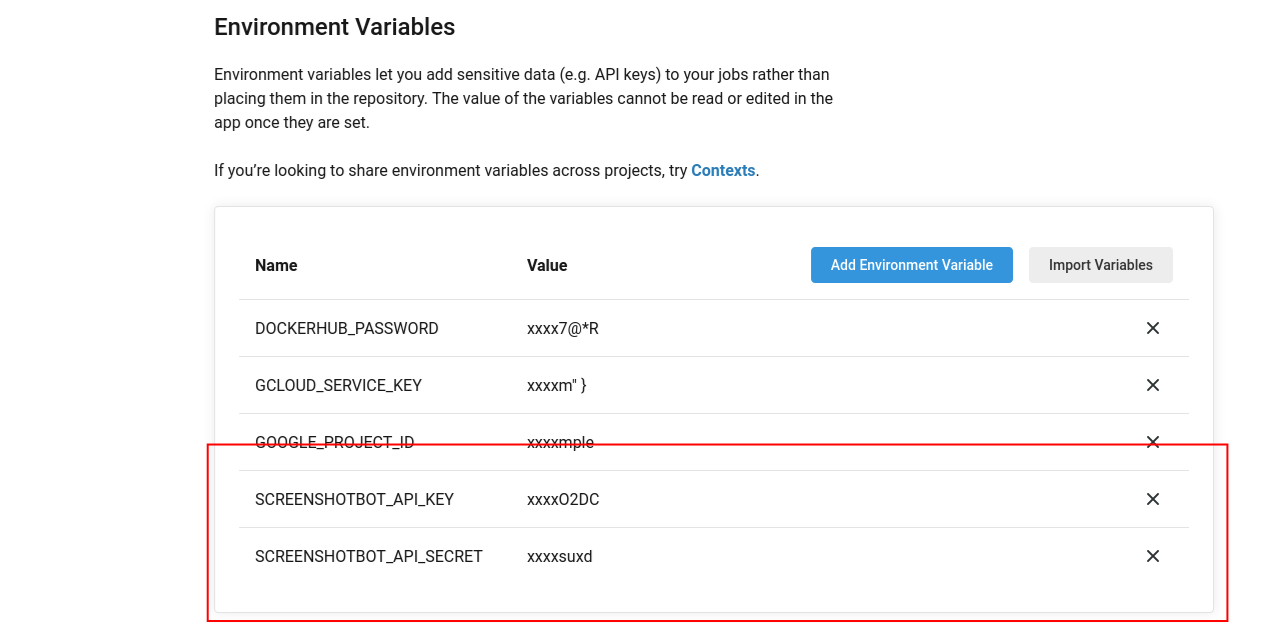 Environment Variables
Environment variables let you add sensitive data (e.g. API keys) to your jobs rather than
placing them in the repository. The value of the variables cannot be read or edited in the
app once they are set.
If you’re looking to share environment variables across projects, try Contexts.
Name Value Add Environment Variable Import Variables
DOCKERHUB_PASSWORD xxxx7@*R
GCLOUD_SERVICE_KEY xxxxm" }
GOOGLE_PROJECT_ID xxxxmple
SCREENSHOTBOT_API_KEY xxxxO2DC
SCREENSHOTBOT_API_SECRET xxxxsuxd